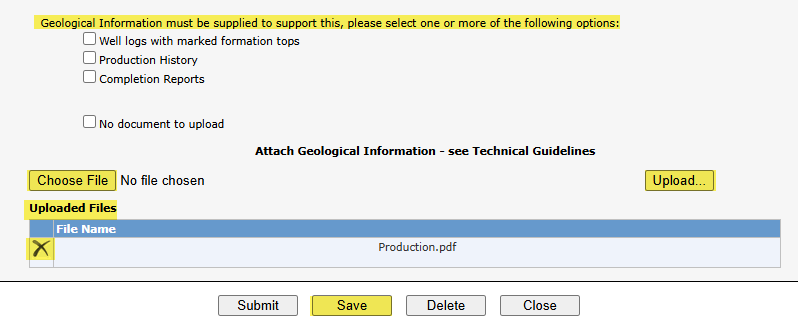 Geological Information must be supplied to support this, please select one or more of the following options:
Well logs with marked formation tops
Production History
Completion Reports
No document to upload
Attach Geological Information - see Technical Guidelines
Choose File No file chosen Upload...
Uploaded Files
File Name
Production.pdf
Submit Save Delete Close